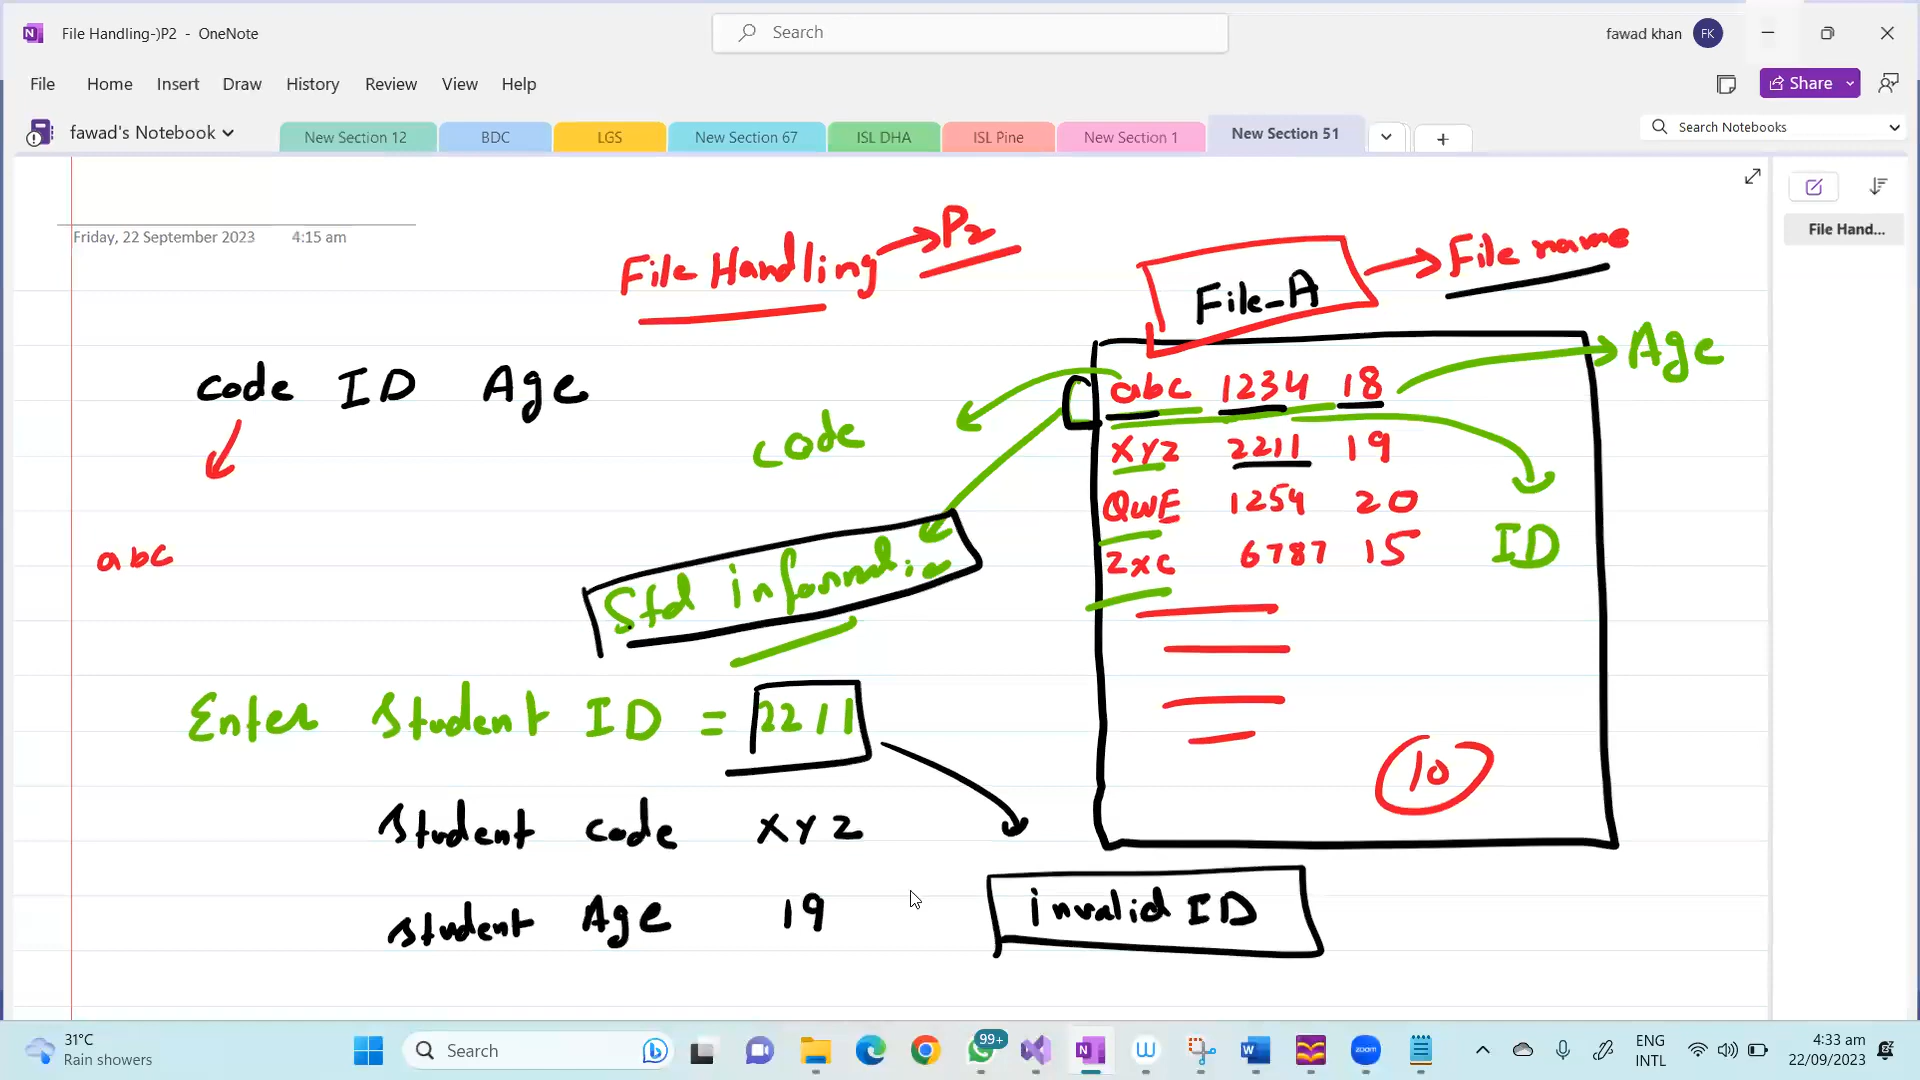 File Handling-)P2 - OneNote
Search
fawad khan FK
File Home Insert Draw History Review View Help
Share
fawad's Notebook
New Section 12 BDC LGS New Section 67 ISL DHA ISL Pine New Section 1 New Section 51
Search Notebooks
File Hand...
Friday, 22 September 2023 4:15 am
File Handling P2
File-A File name
code ID Age
abc 1234 18 Age
code
xyz 2211 19
QWE 1254 20
ID
abc
zxc 6787 15
Std informatio
Enter Student ID = 2211
10
Student code xyz
Student Age 19
invalid ID
31°C
Rain showers
Search
99+
zoom
ENG
INTL
4:33 am
22/09/2023